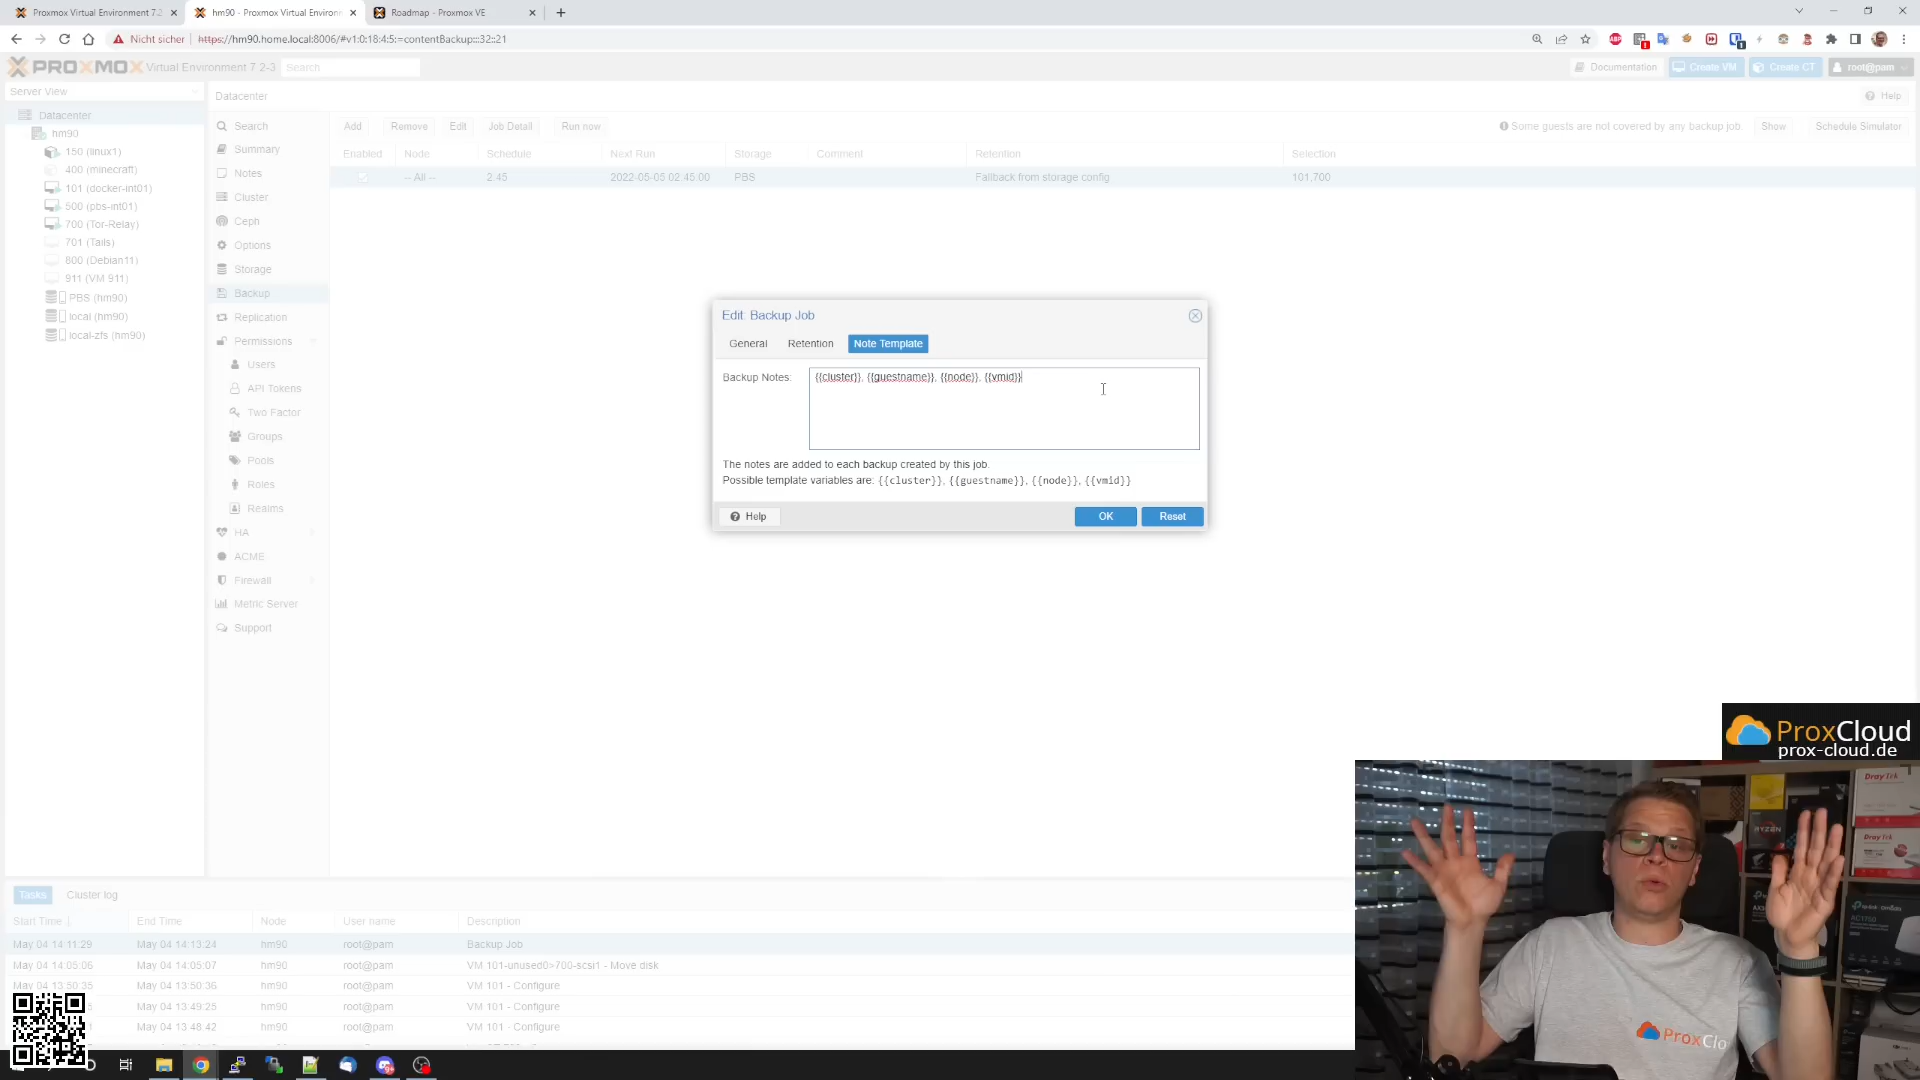 Proxmox Virtual Environment 7.2
hm90 - Proxmox Virtual Environ
Roadmap - Proxmox VE
Nicht sicher
https://hm90.home.local:8006/#v1:0:18:4:5:=contentBackup:::32::21
PROXMOX Virtual Environment 7.2-3
Search
Documentation
Create VM
Create CT
root@pam
Server View
Datacenter
hm90
150 (linux1)
400 (minecraft)
101 (docker-int01)
500 (pbs-int01)
700 (Tor-Relay)
701 (Tails)
800 (Debian11)
911 (VM 911)
PBS (hm90)
local (hm90)
local-zfs (hm90)
Datacenter
Help
Search
Summary
Notes
Cluster
Ceph
Options
Storage
Backup
Replication
Permissions
Users
API Tokens
Two Factor
Groups
Pools
Roles
Realms
HA
ACME
Firewall
Metric Server
Support
Add Remove Edit Job Detail Run now
Some guests are not covered by any backup job.
Show
Schedule Simulator
Enabled Node Schedule Next Run Storage Comment Retention Selection
-- All -- 2:45 2022-05-05 02:45:00 PBS Fallback from storage config 101,700
Edit: Backup Job
General Retention Note Template
Backup Notes:
{{cluster}}, {{guestname}}, {{node}}, {{vmid}}
The notes are added to each backup created by this job.
Possible template variables are: {{cluster}}, {{guestname}}, {{node}}, {{vmid}}
Help
OK
Reset
Tasks Cluster log
Start Time End Time Node User name Description
May 04 14:11:29 May 04 14:13:24 hm90 root@pam Backup Job
May 04 14:05:06 May 04 14:05:07 hm90 root@pam VM 101-unused0>700-scsi1 - Move disk
May 04 13:50:35 May 04 13:50:36 hm90 root@pam VM 101 - Configure
May 04 13:49:25 hm90 root@pam VM 101 - Configure
May 04 13:48:42 hm90 root@pam VM 101 - Configure
ProxCloud
prox-cloud.de
RYZEN
DrayTek
DrayTek
tp-link
tp-link
AC1750
ProxClo